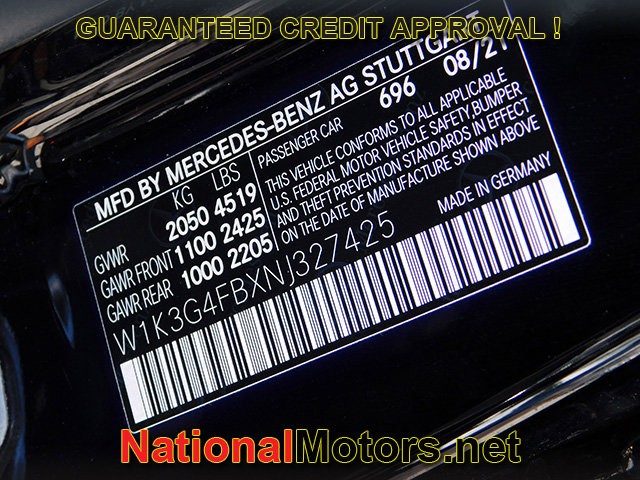 GUARANTEED CREDIT APPROVAL !
MFD BY MERCEDES-BENZ AG STUTTGART
KG LBS
GVWR 2050 4519
GAWR FRONT 1100 2425
GAWR REAR 1000 2205
696 08/21
PASSENGER CAR
THIS VEHICLE CONFORMS TO ALL APPLICABLE
U.S. FEDERAL MOTOR VEHICLE SAFETY, BUMPER
AND THEFT PREVENTION STANDARDS IN EFFECT
ON THE DATE OF MANUFACTURE SHOWN ABOVE
MADE IN GERMANY
W1K3G4FBXNJ327425
NationalMotors.net